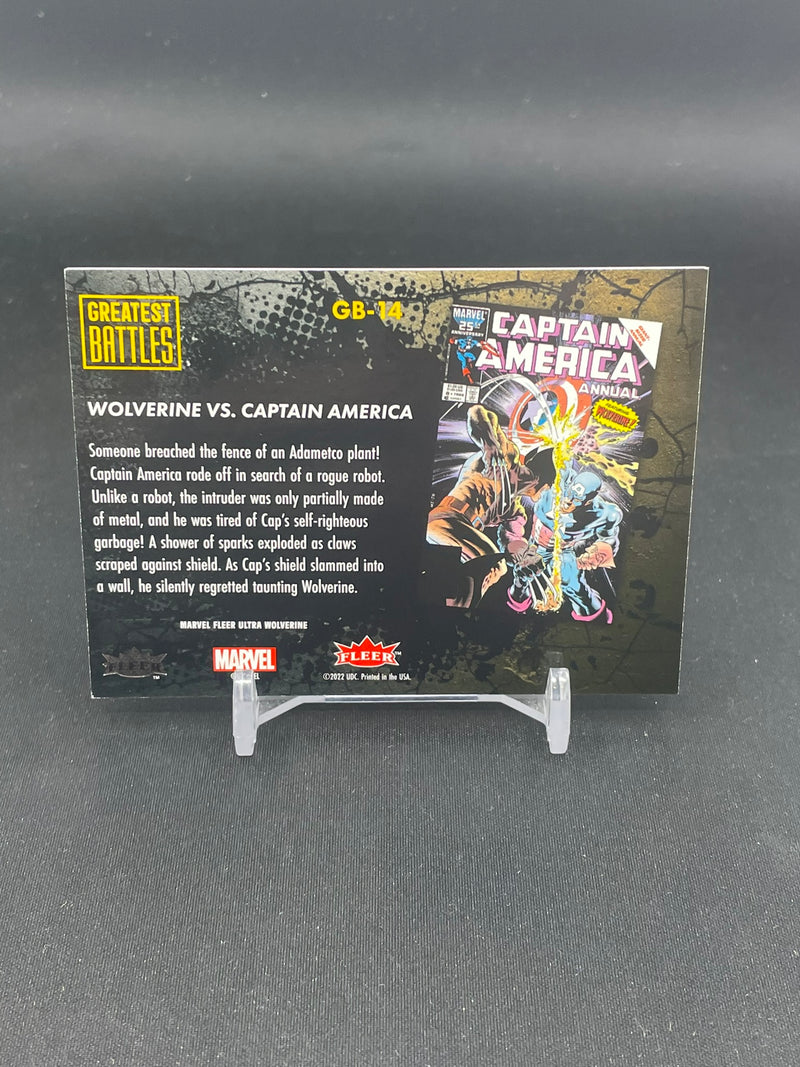 GREATEST
BATTLES
GB-14
WOLVERINE VS. CAPTAIN AMERICA
Someone breached the fence of an Adametco plant!
Captain America rode off in search of a rogue robot.
Unlike a robot, the intruder was only partially made
of metal, and he was tired of Cap's self-righteous
garbage! A shower of sparks exploded as claws
scraped against shield. As Cap's shield slammed into
a wall, he silently regretted taunting Wolverine.
MARVEL FLEER ULTRA WOLVERINE
FLEER ™
MARVEL
FLEER ™
©2022 UDC. Printed in the USA.
MARVEL
25TH
ANNIVERSARY
CAPTAIN
AMERICA
ANNUAL
WOLVERINE!